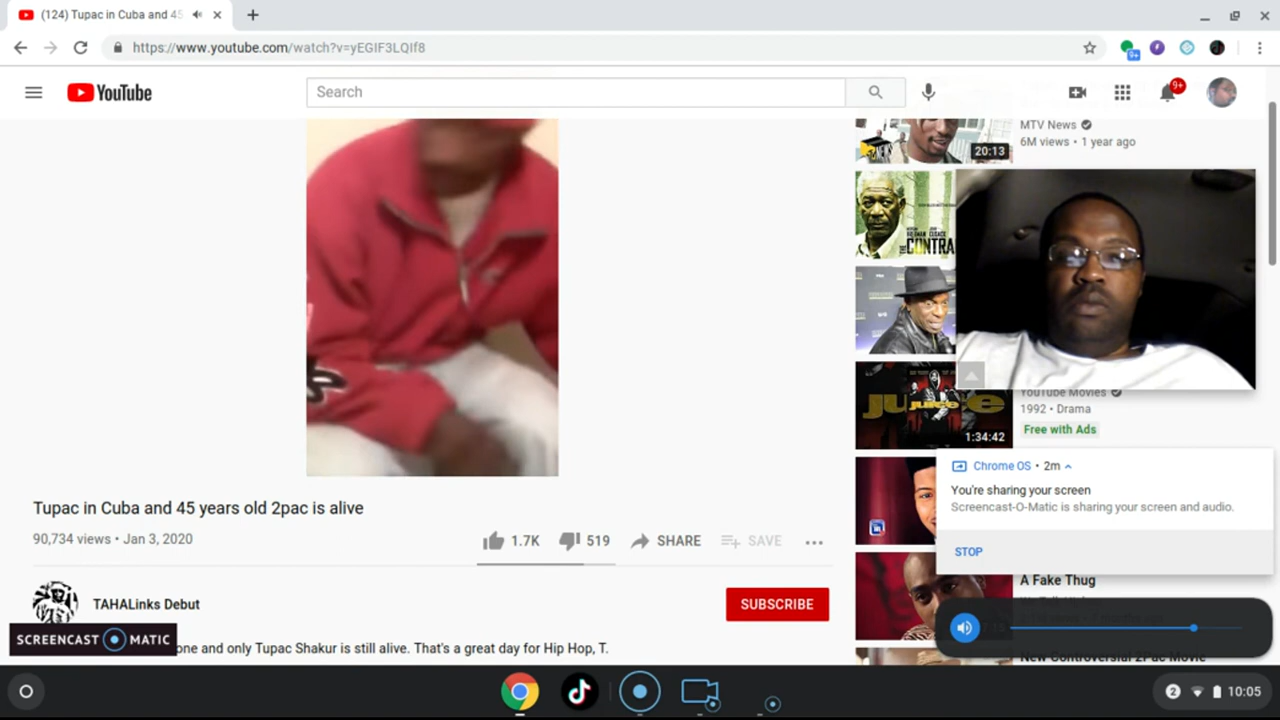 (124) Tupac in Cuba and 45
https://www.youtube.com/watch?v=yEGIF3LQIf8
9+
YouTube
Search
9+
MTV News
6M views • 1 year ago
20:13
THE CONTRA
JUICE
YouTube Movies
1992 • Drama
1:34:42
Free with Ads
Chrome OS • 2m
You're sharing your screen
Screencast-O-Matic is sharing your screen and audio.
STOP
Tupac in Cuba and 45 years old 2pac is alive
90,734 views • Jan 3, 2020
1.7K
519
SHARE
SAVE
A Fake Thug
TAHALinks Debut
SUBSCRIBE
SCREENCAST MATIC
one and only Tupac Shakur is still alive. That's a great day for Hip Hop, T.
New Controversial 2Pac Movie
2
10:05